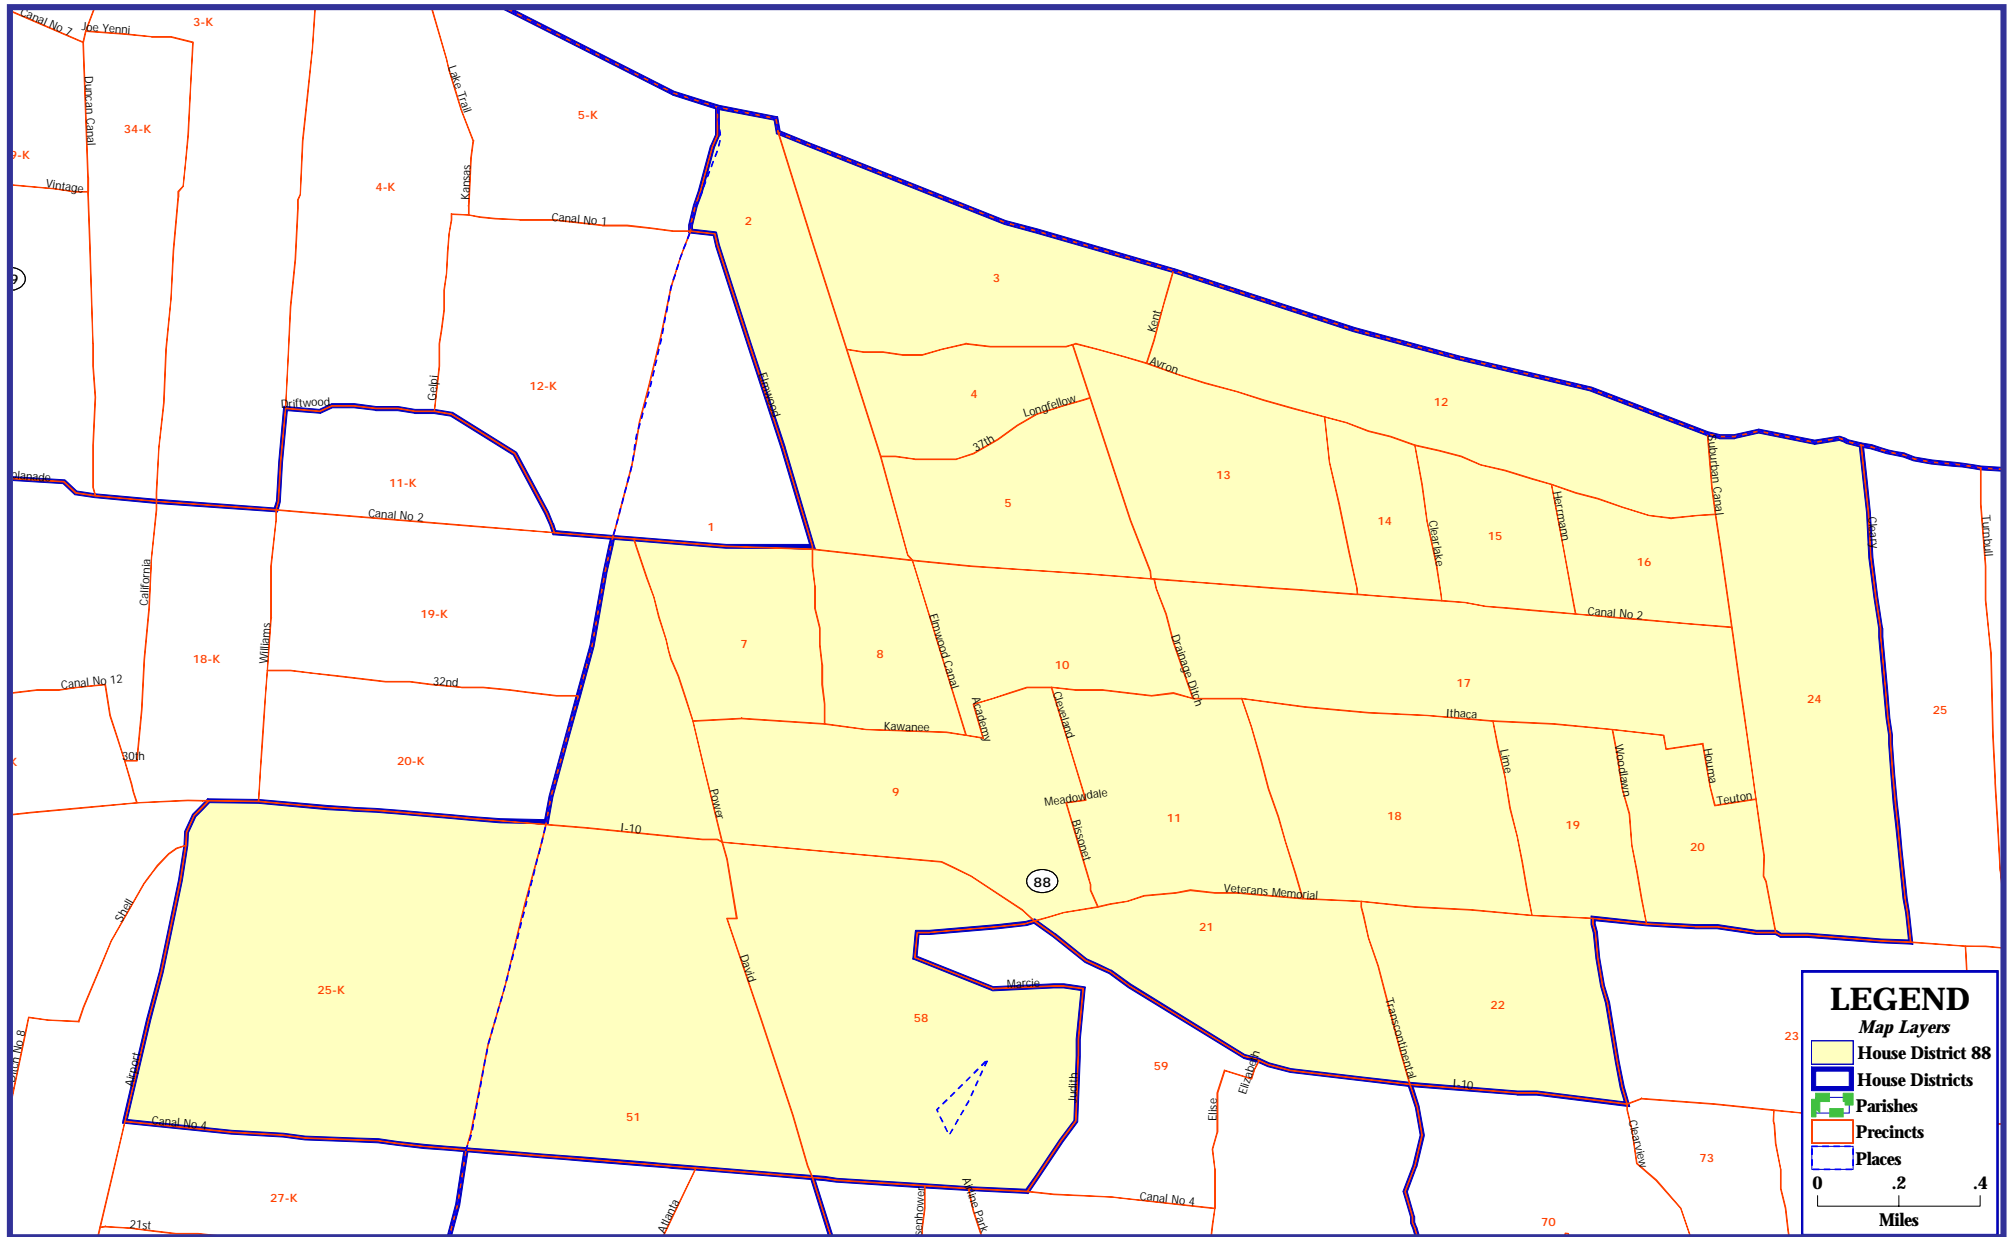 Canal No 7
Joe Yenni
3-K
Lake Trail
5-K
Duncan Canal
34-K
9-K
Vintage
4-K
Kansas
Canal No 1
2
3
Kent
Avron
12-K
Gelpi
Driftwood
Elmwood
4
Longfellow
37th
12
Suburban Canal
13
11-K
Canal No 2
1
5
14
Clearlake
15
Herrmann
16
Canal No 2
Cleary
Turnbull
California
19-K
Williams
18-K
7
8
Elmwood Canal
10
Drainage Ditch
17
24
25
Canal No 12
32nd
Kawanee
Academy
Cleveland
Ithaca
30th
20-K
Power
9
Meadowdale
Bissonet
11
18
Lime
Woodlawn
Houma
Teuton
19
20
I-10
88
Veterans Memorial
Shell
21
David
Marcie
25-K
58
Transcontinental
22
23
Ditch No 8
Airport
59
Elizabeth
Judith
Elise
I-10
Canal No 4
51
Clearview
73
27-K
21st
Atlanta
Alpine Park
Canal No 4
70
LEGEND
Map Layers
House District 88
House Districts
Parishes
Precincts
Places
0 .2 .4
Miles